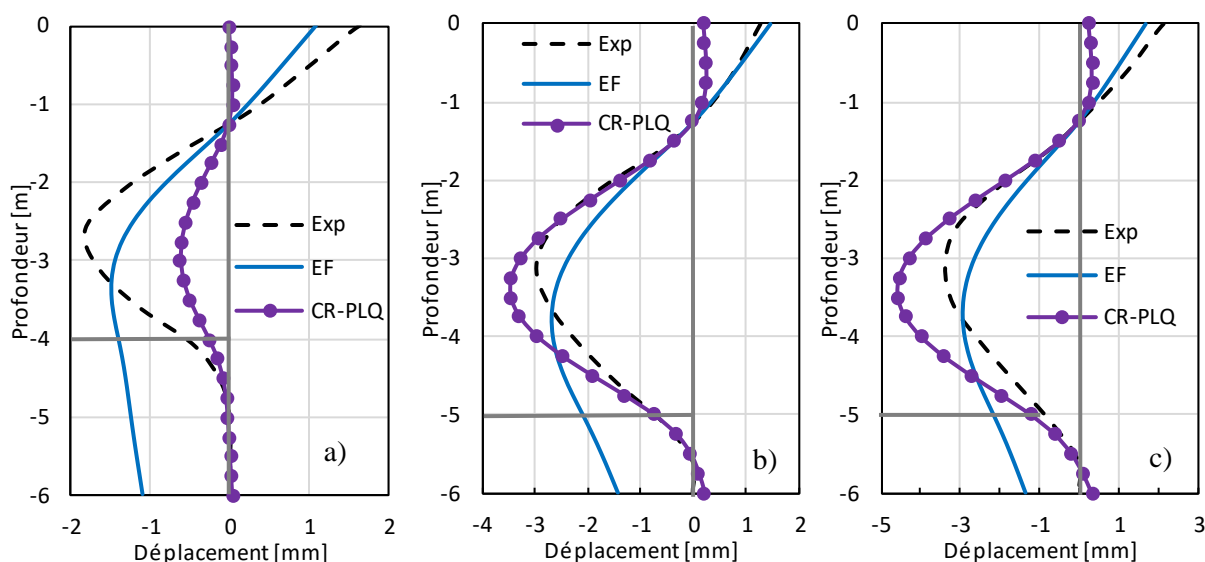 0
-1
-2
-3
-4
-5
-6
Profondeur [m]
Exp
EF
CR-PLQ
a)
-2
-1
0
1
2
Déplacement [mm]
0
-1
-2
-3
-4
-5
-6
Profondeur [m]
Exp
EF
CR-PLQ
b)
-4
-3
-2
-1
0
1
2
Déplacement [mm]
0
-1
-2
-3
-4
-5
-6
Profondeur [m]
Exp
EF
CR-PLQ
c)
-5
-3
-1
1
3
Déplacement [mm]